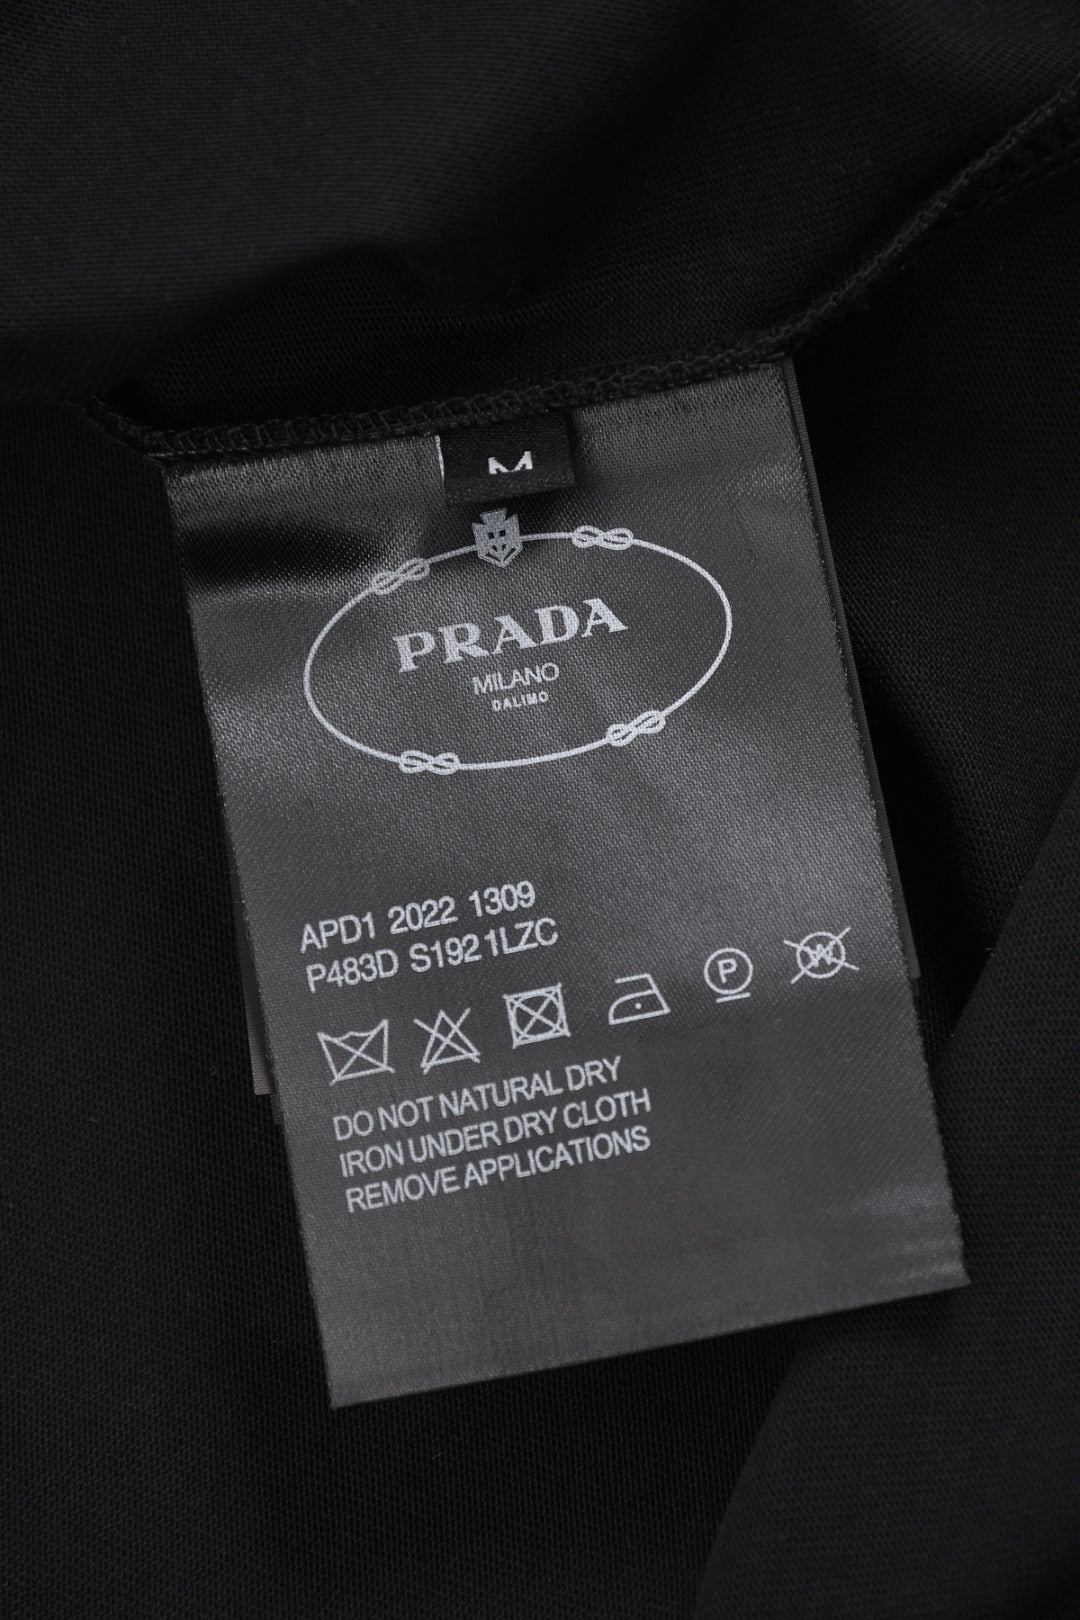 M
PRADA
MILANO
DALIMO
APD1 2022 1309
P483D S192 1LZC
P
W
DO NOT NATURAL DRY
IRON UNDER DRY CLOTH
REMOVE APPLICATIONS